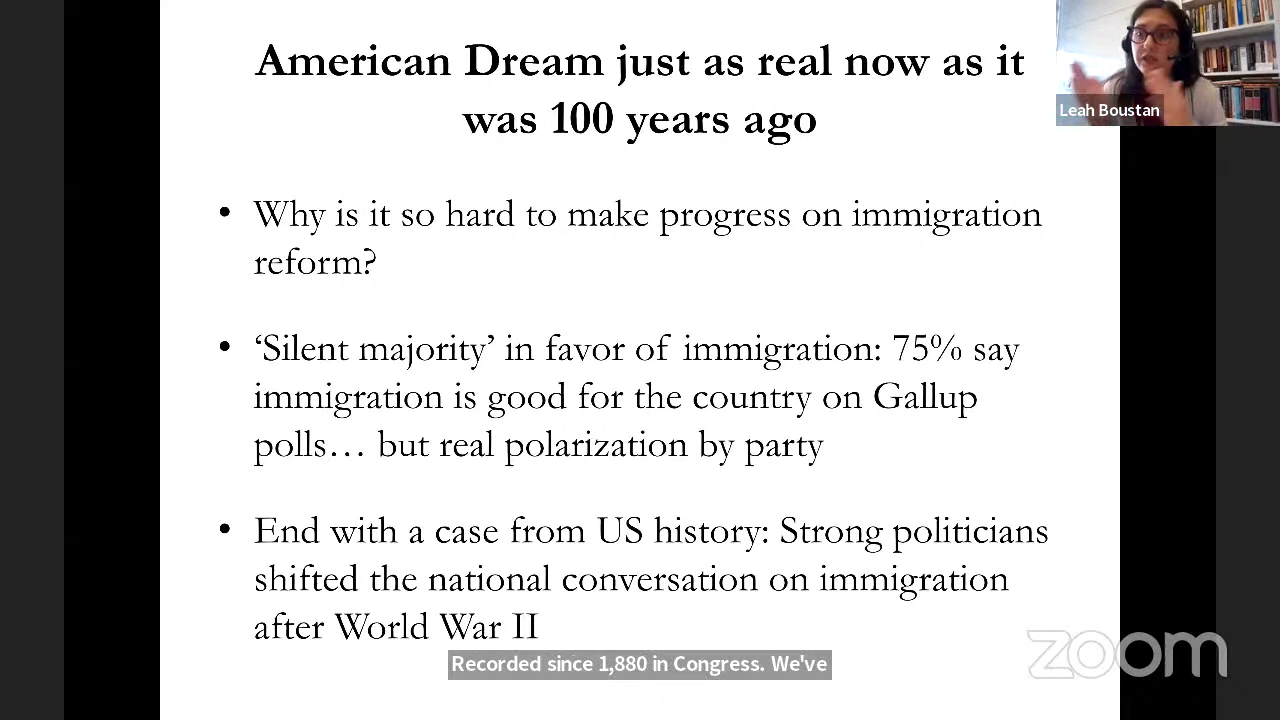 American Dream just as real now as it
was 100 years ago
Leah Boustan
• Why is it so hard to make progress on immigration
reform?
• ‘Silent majority’ in favor of immigration: 75% say
immigration is good for the country on Gallup
polls… but real polarization by party
• End with a case from US history: Strong politicians
shifted the national conversation on immigration
after World War II
zoom
Recorded since 1,880 in Congress. We've